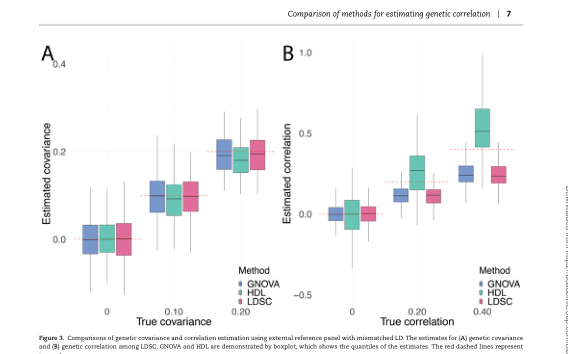 Comparison of methods for estimating genetic correlation | 7
A
B
0.4
0.2
0.0
Estimated covariance
Method
GNOVA
HDL
LDSC
0 0.10 0.20
True covariance
1.0
0.5
0.0
−0.5
Estimated correlation
Method
GNOVA
HDL
LDSC
0 0.20 0.40
True correlation
Figure 3. Comparisons of genetic covariance and correlation estimation using external reference panel with mismatched LD. The estimates for (A) genetic covariance
and (B) genetic correlation among LDSC, GNOVA and HDL are demonstrated by boxplot, which shows the quantiles of the estimates. The red dashed lines represent